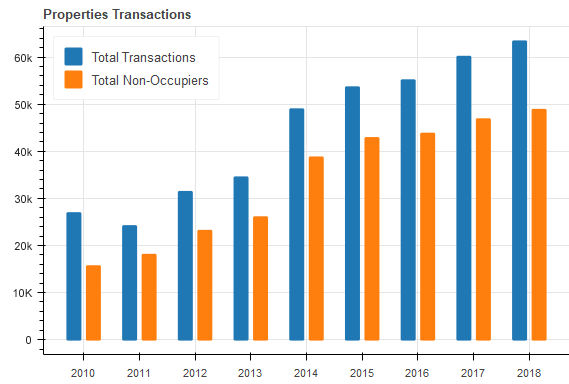 Properties Transactions
Total Transactions
Total Non-Occupiers
60k
50k
40k
30k
20k
10K
0
2010 2011 2012 2013 2014 2015 2016 2017 2018